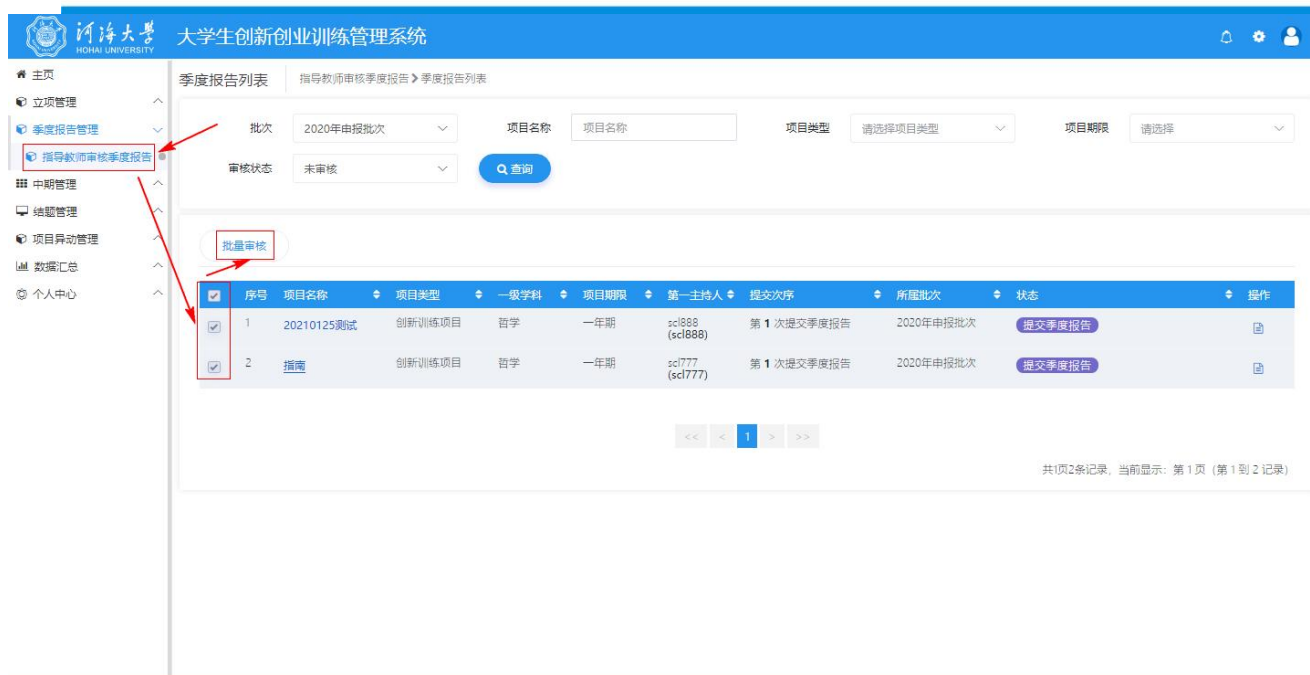 河海大学 大学生创新创业训练管理系统
HOHAI UNIVERSITY
主页
立项管理
季度报告管理
指导教师审核季度报告
中期管理
结题管理
项目异动管理
数据汇总
个人中心
季度报告列表 指导教师审核季度报告 > 季度报告列表
批次 2020年申报批次 项目名称 项目名称 项目类型 请选择项目类型 项目期限 请选择
审核状态 未审核 查询
批量审核
序号 项目名称 项目类型 一级学科 项目期限 第一主持人 提交次序 所属批次 状态 操作
1 20210125测试 创新训练项目 哲学 一年期 scl888 第 1 次提交季度报告 2020年申报批次 提交季度报告
(scl888)
2 指南 创新训练项目 哲学 一年期 scl777 第 1 次提交季度报告 2020年申报批次 提交季度报告
(scl777)
<< < 1 > >>
共1页2条记录, 当前显示: 第 1 页 (第 1 到 2 记录)